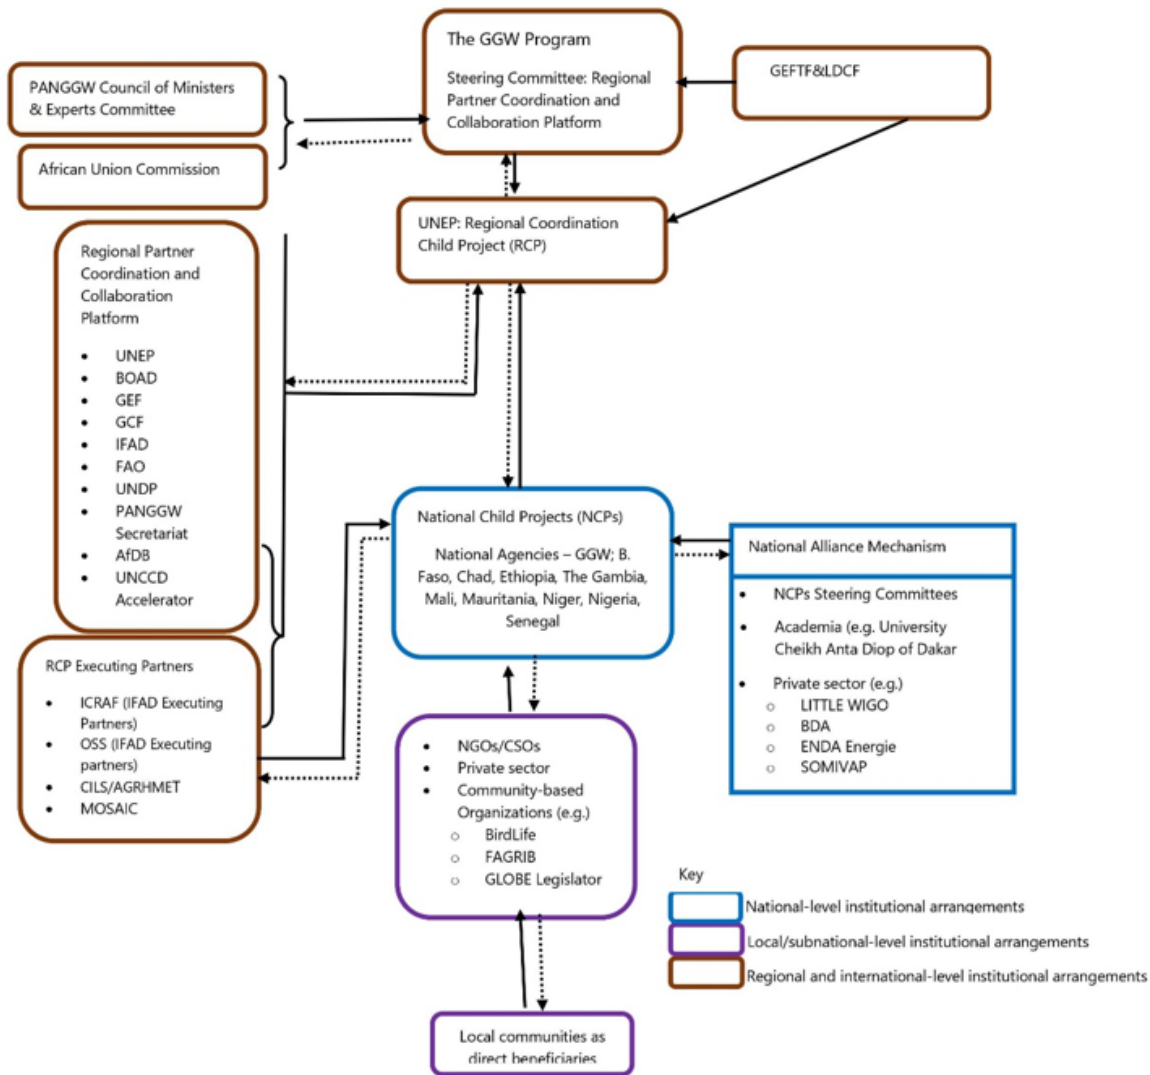 The GGW Program
Steering Committee: Regional
Partner Coordination and
Collaboration Platform
GEFTF&LDCF
PANGGW Council of Ministers
& Experts Committee
African Union Commission
UNEP: Regional Coordination
Child Project (RCP)
Regional Partner
Coordination and
Collaboration
Platform
• UNEP
• BOAD
• GEF
• GCF
• IFAD
• FAO
• UNDP
• PANGGW
Secretariat
• AfDB
• UNCCD
Accelerator
RCP Executing Partners
• ICRAF (IFAD Executing
Partners)
• OSS (IFAD Executing
partners)
• CILS/AGRHMET
• MOSAIC
National Child Projects (NCPs)
National Agencies – GGW; B.
Faso, Chad, Ethiopia, The Gambia,
Mali, Mauritania, Niger, Nigeria,
Senegal
National Alliance Mechanism
• NCPs Steering Committees
• Academia (e.g. University
Cheikh Anta Diop of Dakar
• Private sector (e.g.)
○ LITTLE WIGO
○ BDA
○ ENDA Energie
○ SOMIVAP
• NGOs/CSOs
• Private sector
• Community-based
Organizations (e.g.)
○ BirdLife
○ FAGRIB
○ GLOBE Legislator
Local communities as
direct beneficiaries
Key
National-level institutional arrangements
Local/subnational-level institutional arrangements
Regional and international-level institutional arrangements